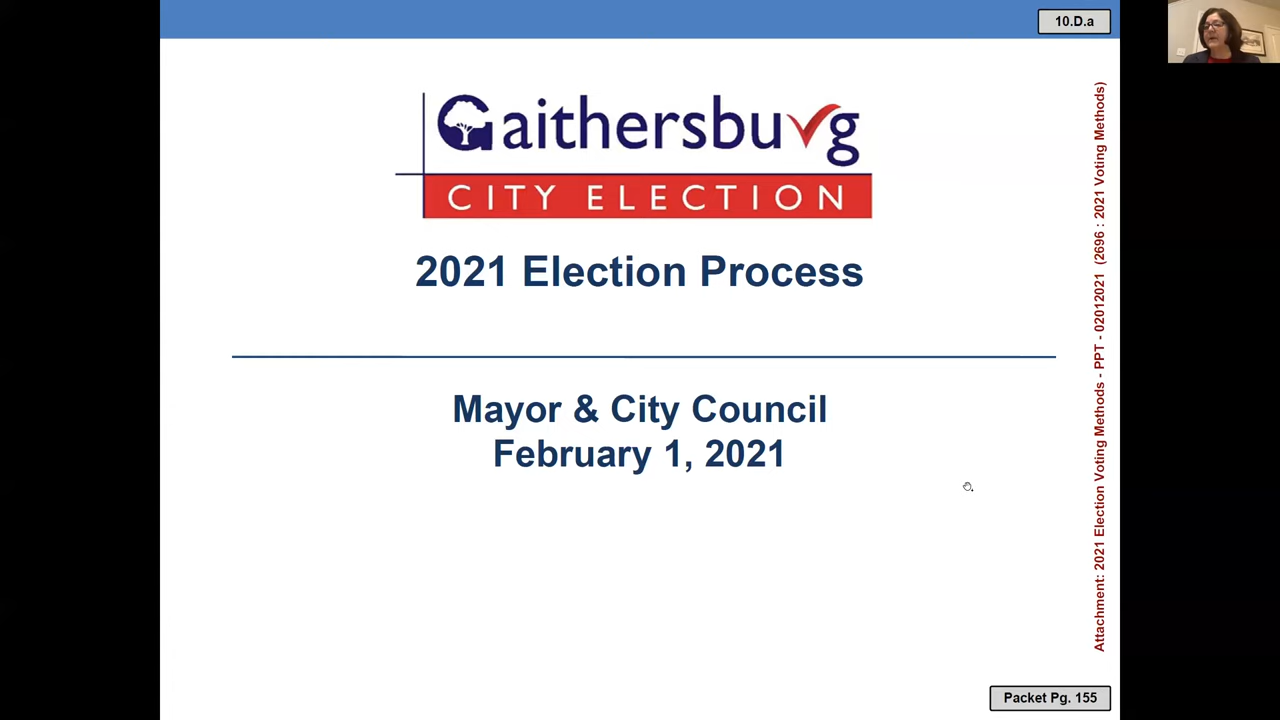 10.D.a
Gaithersburg
CITY ELECTION
2021 Election Process
Mayor & City Council
February 1, 2021
Attachment: 2021 Election Voting Methods - PPT - 02012021 (2696 : 2021 Voting Methods)
Packet Pg. 155